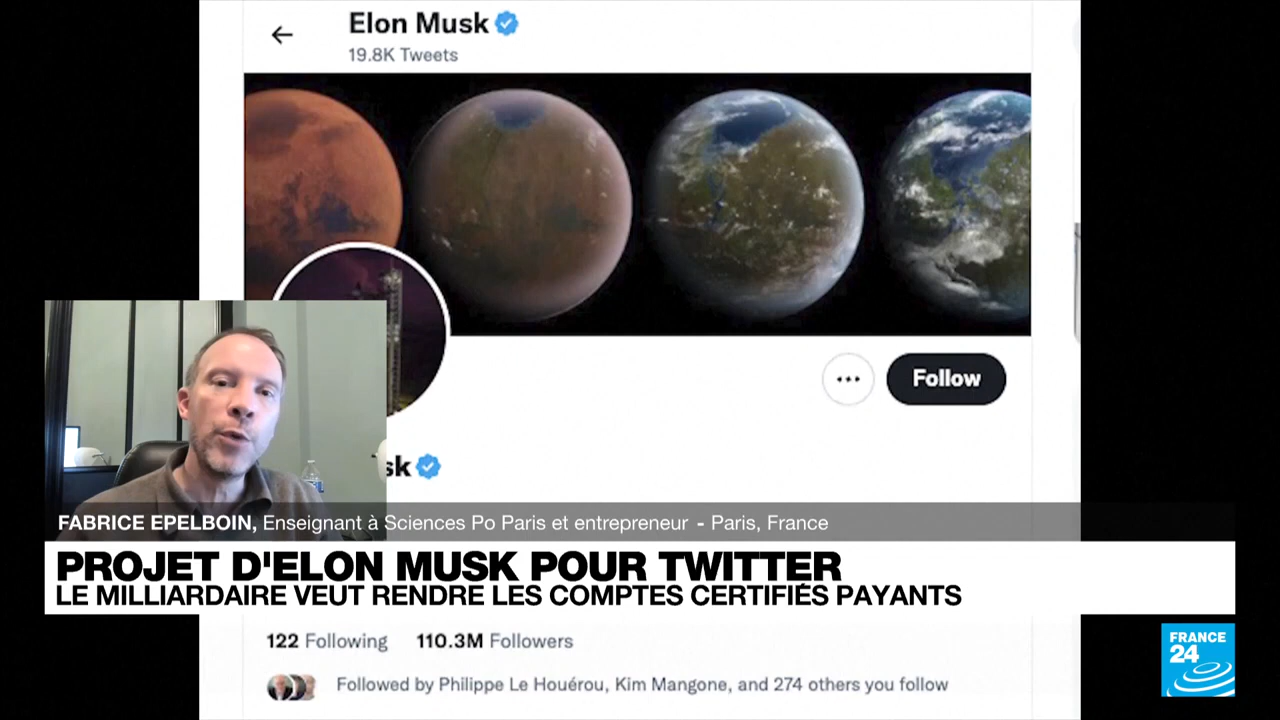 Elon Musk
19.8K Tweets
Follow
sk
FABRICE EPELBOIN, Enseignant à Sciences Po Paris et entrepreneur - Paris, France
PROJET D'ELON MUSK POUR TWITTER
LE MILLIARDAIRE VEUT RENDRE LES COMPTES CERTIFIÉS PAYANTS
122 Following 110.3M Followers
Followed by Philippe Le Houérou, Kim Mangone, and 274 others you follow
FRANCE
24